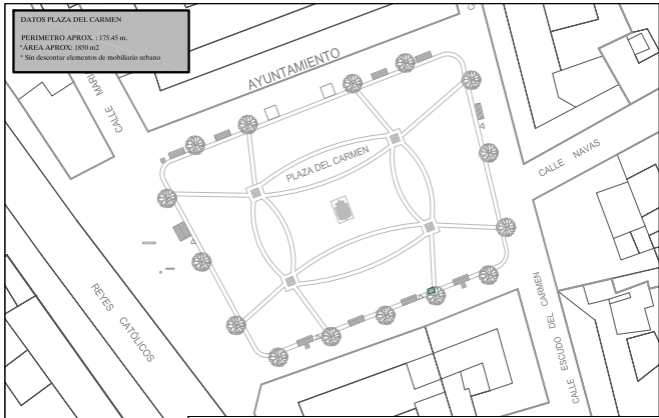 DATOS PLAZA DEL CARMEN
PERIMETRO APROX. : 175.45 m.
*ÁREA APROX: 1850 m2
* Sin descontar elementos de mobiliario urbano
AYUNTAMIENTO
CALLE
PLAZA DEL CARMEN
CALLE NAVAS
REYES
CATÓLICOS
CALLE ESCUDO DEL CARMEN